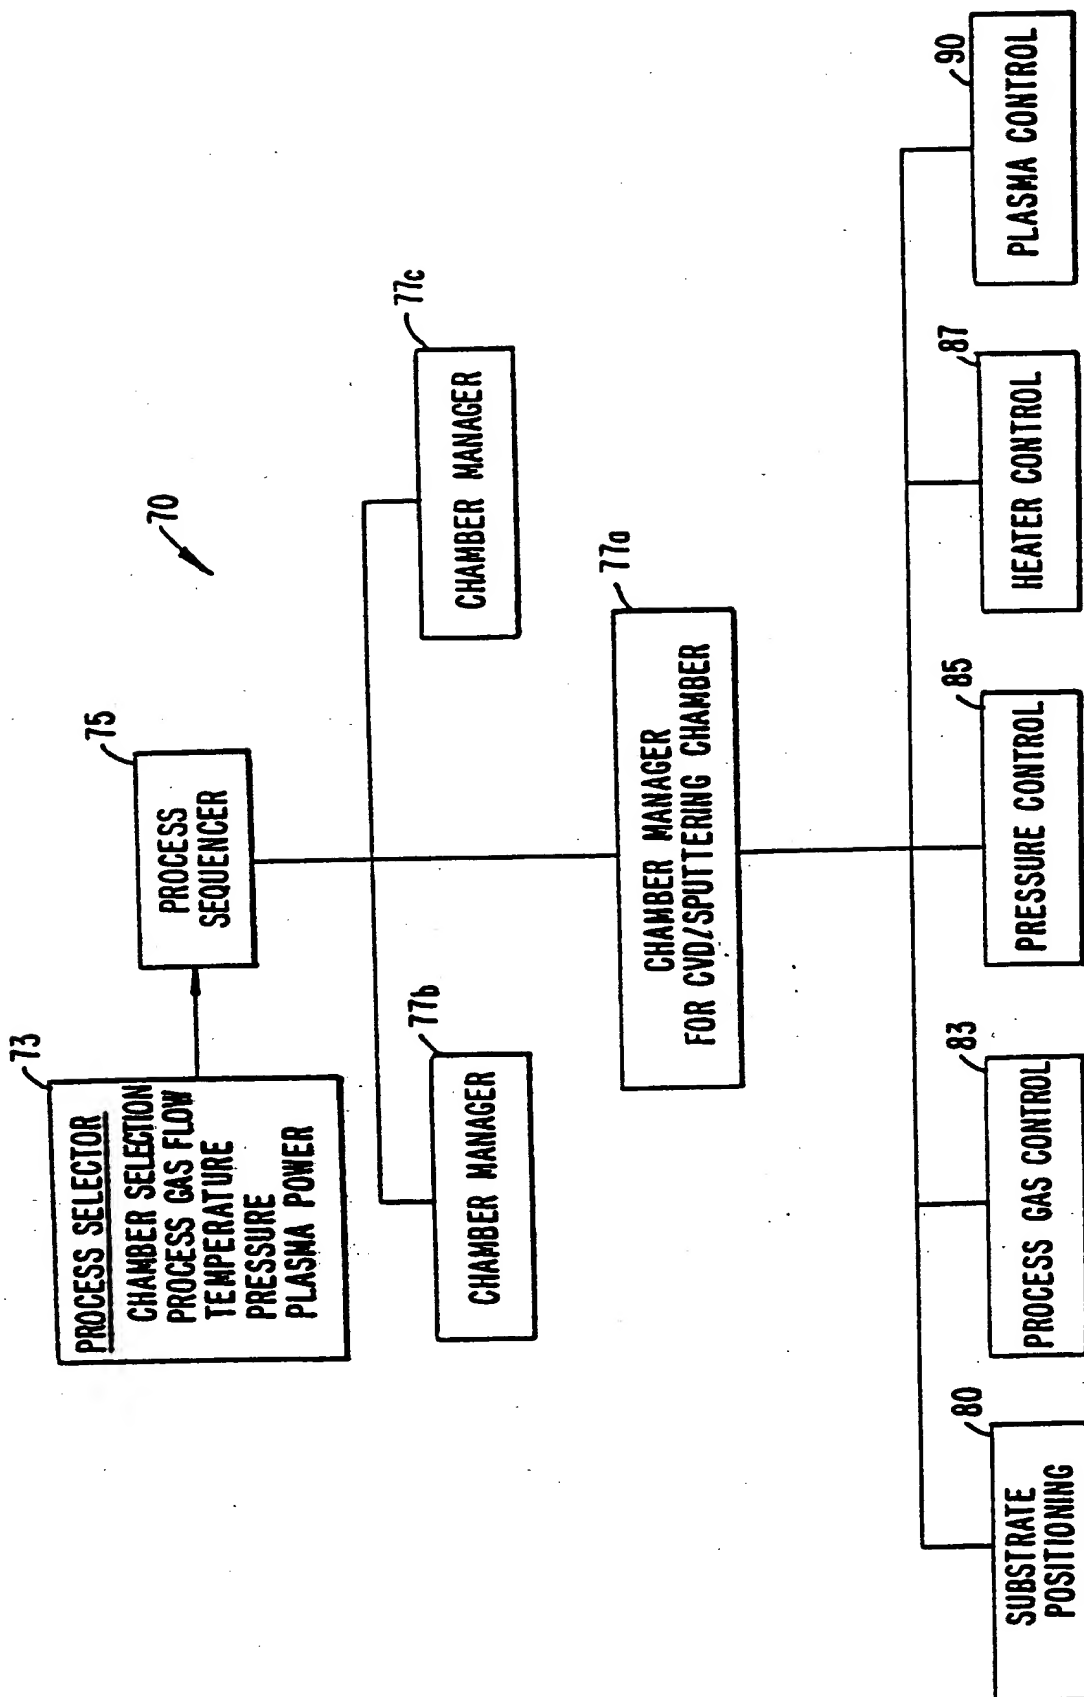 73
PROCESS SELECTOR
CHAMBER SELECTION
PROCESS GAS FLOW
TEMPERATURE
PRESSURE
PLASMA POWER
75
PROCESS
SEQUENCER
70
77b
CHAMBER MANAGER
77c
CHAMBER MANAGER
77a
CHAMBER MANAGER
FOR CVD/SPUTTERING CHAMBER
80
SUBSTRATE
POSITIONING
83
PROCESS GAS CONTROL
85
PRESSURE CONTROL
87
HEATER CONTROL
90
PLASMA CONTROL